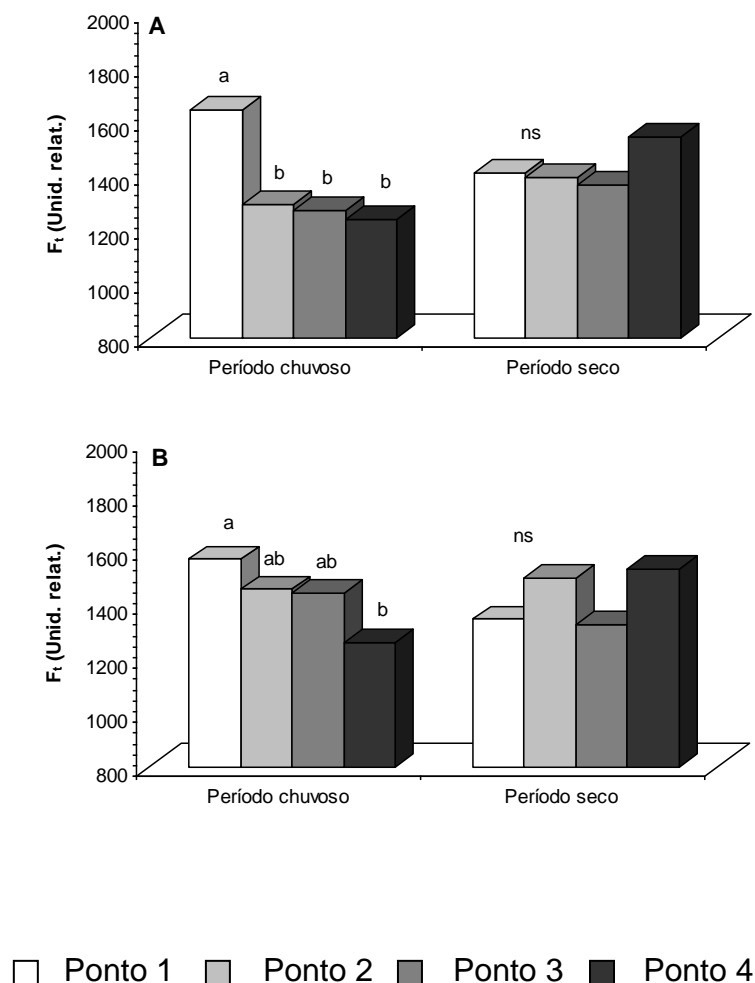 A
2000
1800
1600
1400
1200
1000
800
Ft (Unid. relat.)
a
b
b
b
ns
Período chuvoso
Período seco
B
2000
1800
1600
1400
1200
1000
800
Ft (Unid. relat.)
a
ab
ab
b
ns
Período chuvoso
Período seco
Ponto 1 Ponto 2 Ponto 3 Ponto 4